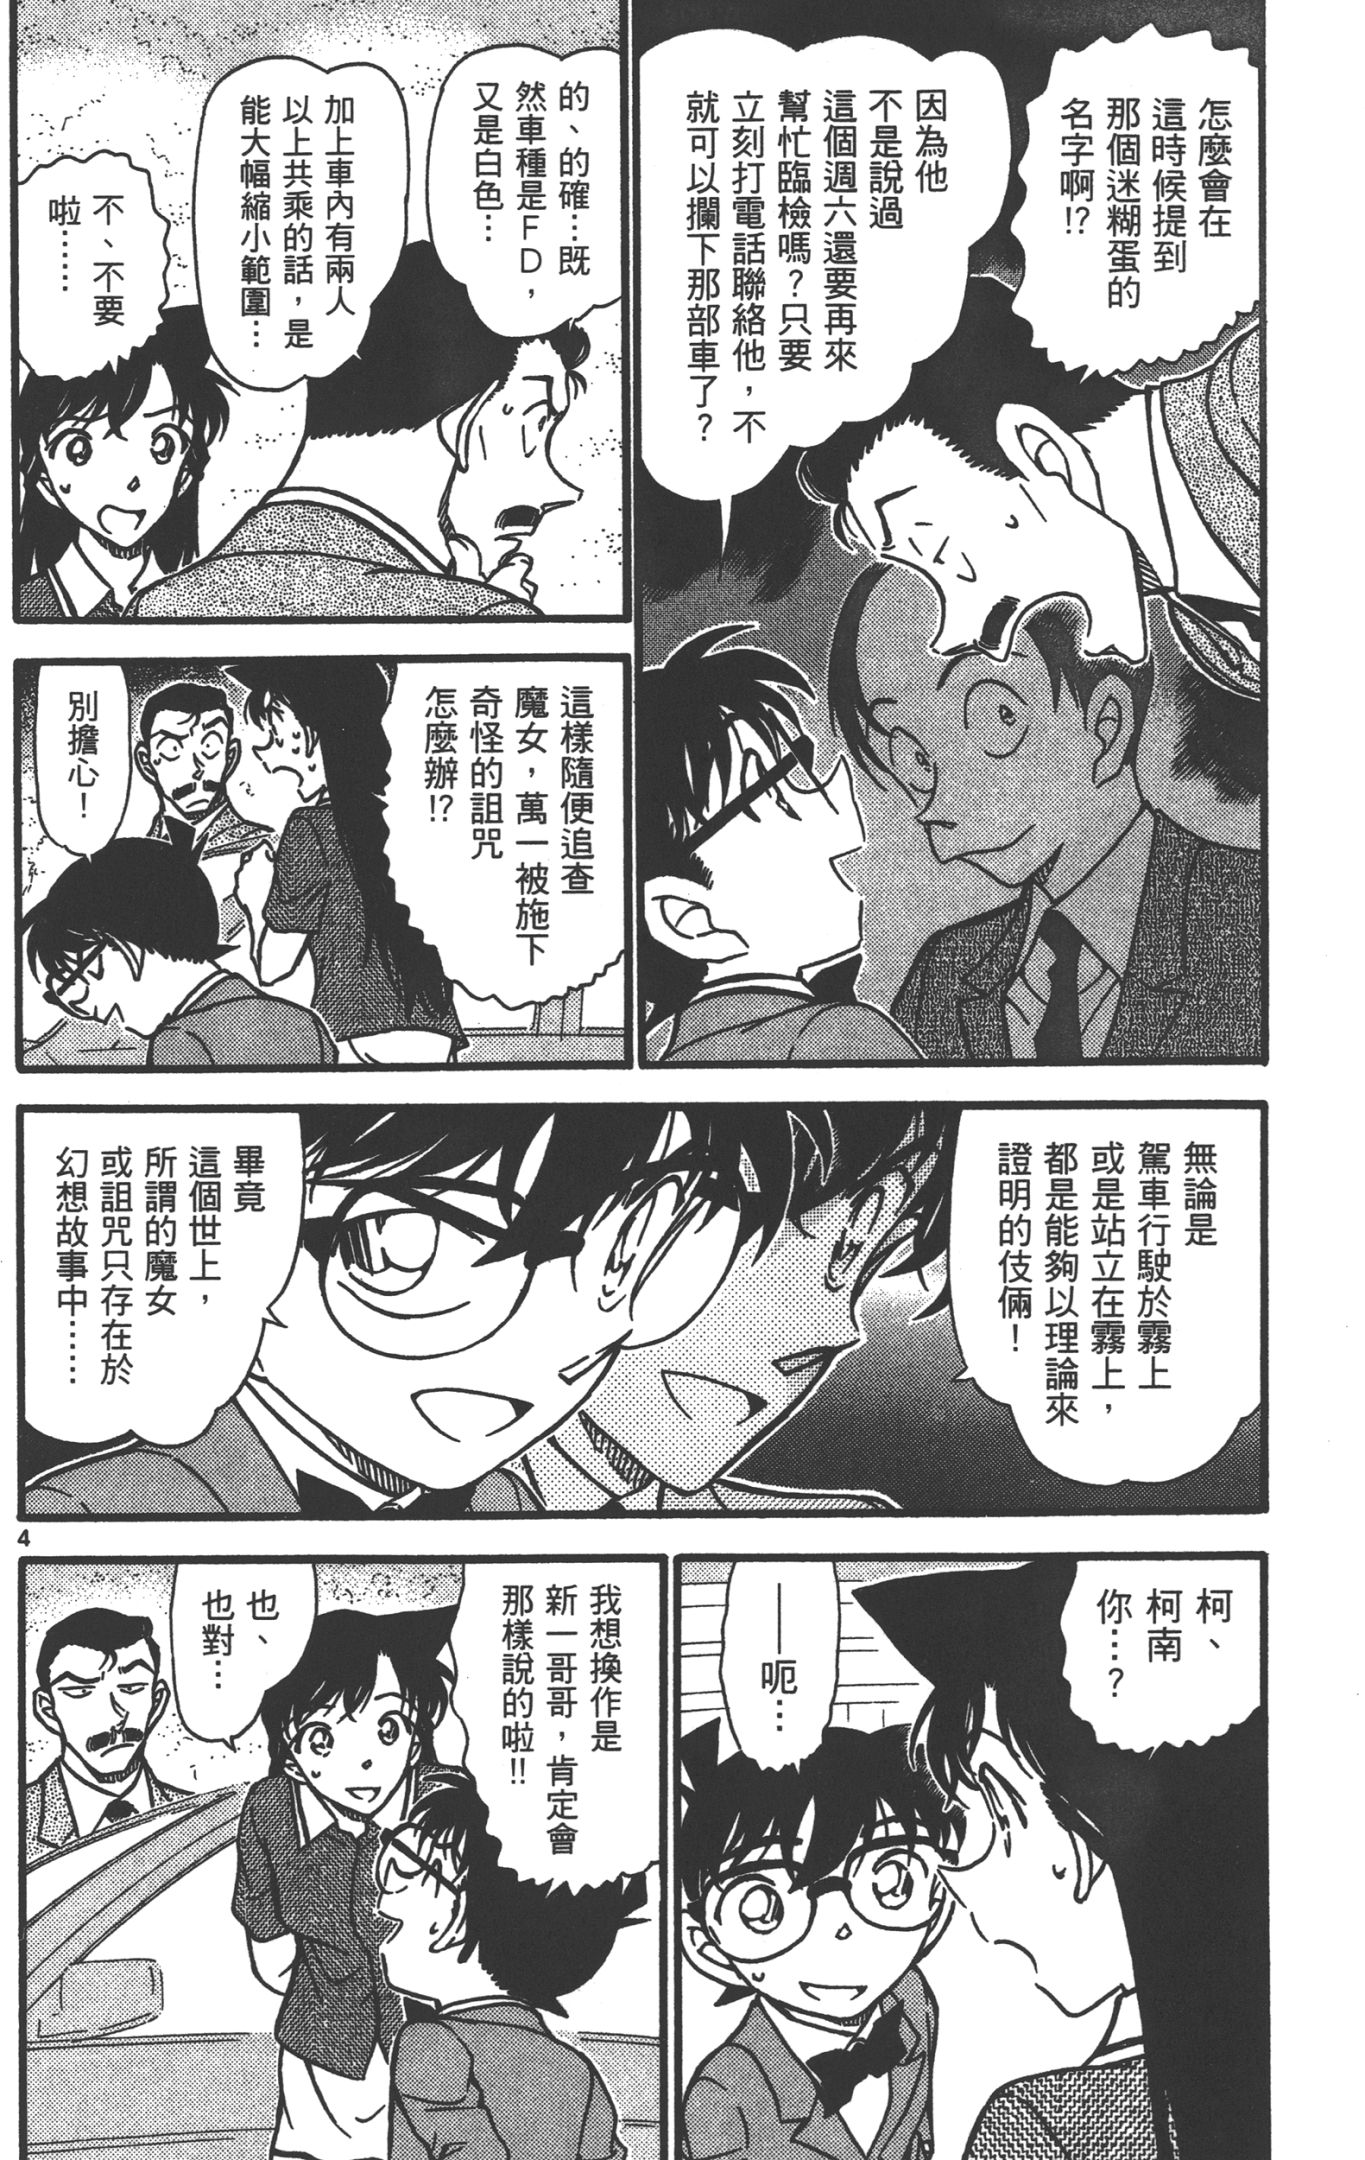 怎麼會在
這時候提到
那個迷糊蛋的
名字啊!?
因為他
不是說過
這個週六還要再來
幫忙臨檢嗎？只要
立刻打電話聯絡他，不
就可以攔下那部車了？
的、的確…既
然車種是FD，
又是白色…
加上車內有兩人
以上共乘的話，是
能大幅縮小範圍…
不、不要
啦……
這樣隨便追查
魔女，萬一被施下
奇怪的詛咒
怎麼辦!?
別擔心！
無論是
駕車行駛於霧上
或是站立在霧上，
都是能夠以理論來
證明的伎倆！
畢竟
這個世上，
所謂的魔女
或詛咒只存在於
幻想故事中……
4
柯、
柯南
你…？
——呃…
我想換作是
新一哥哥，肯定會
那樣說的啦!!
也、
也對…